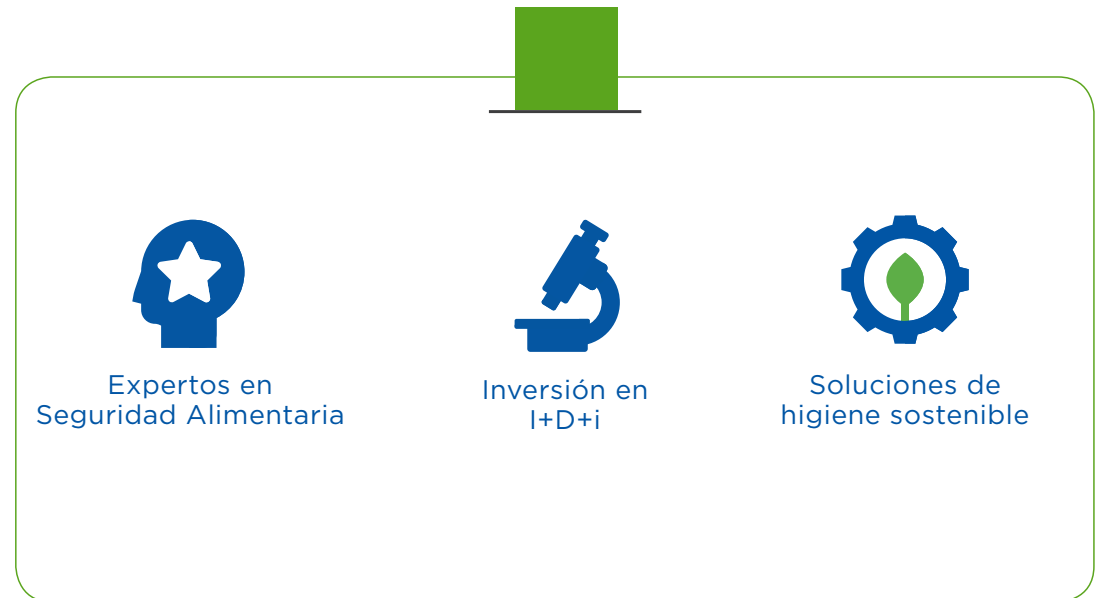 Expertos en
Seguridad Alimentaria
Inversión en
I+D+i
Soluciones de
higiene sostenible